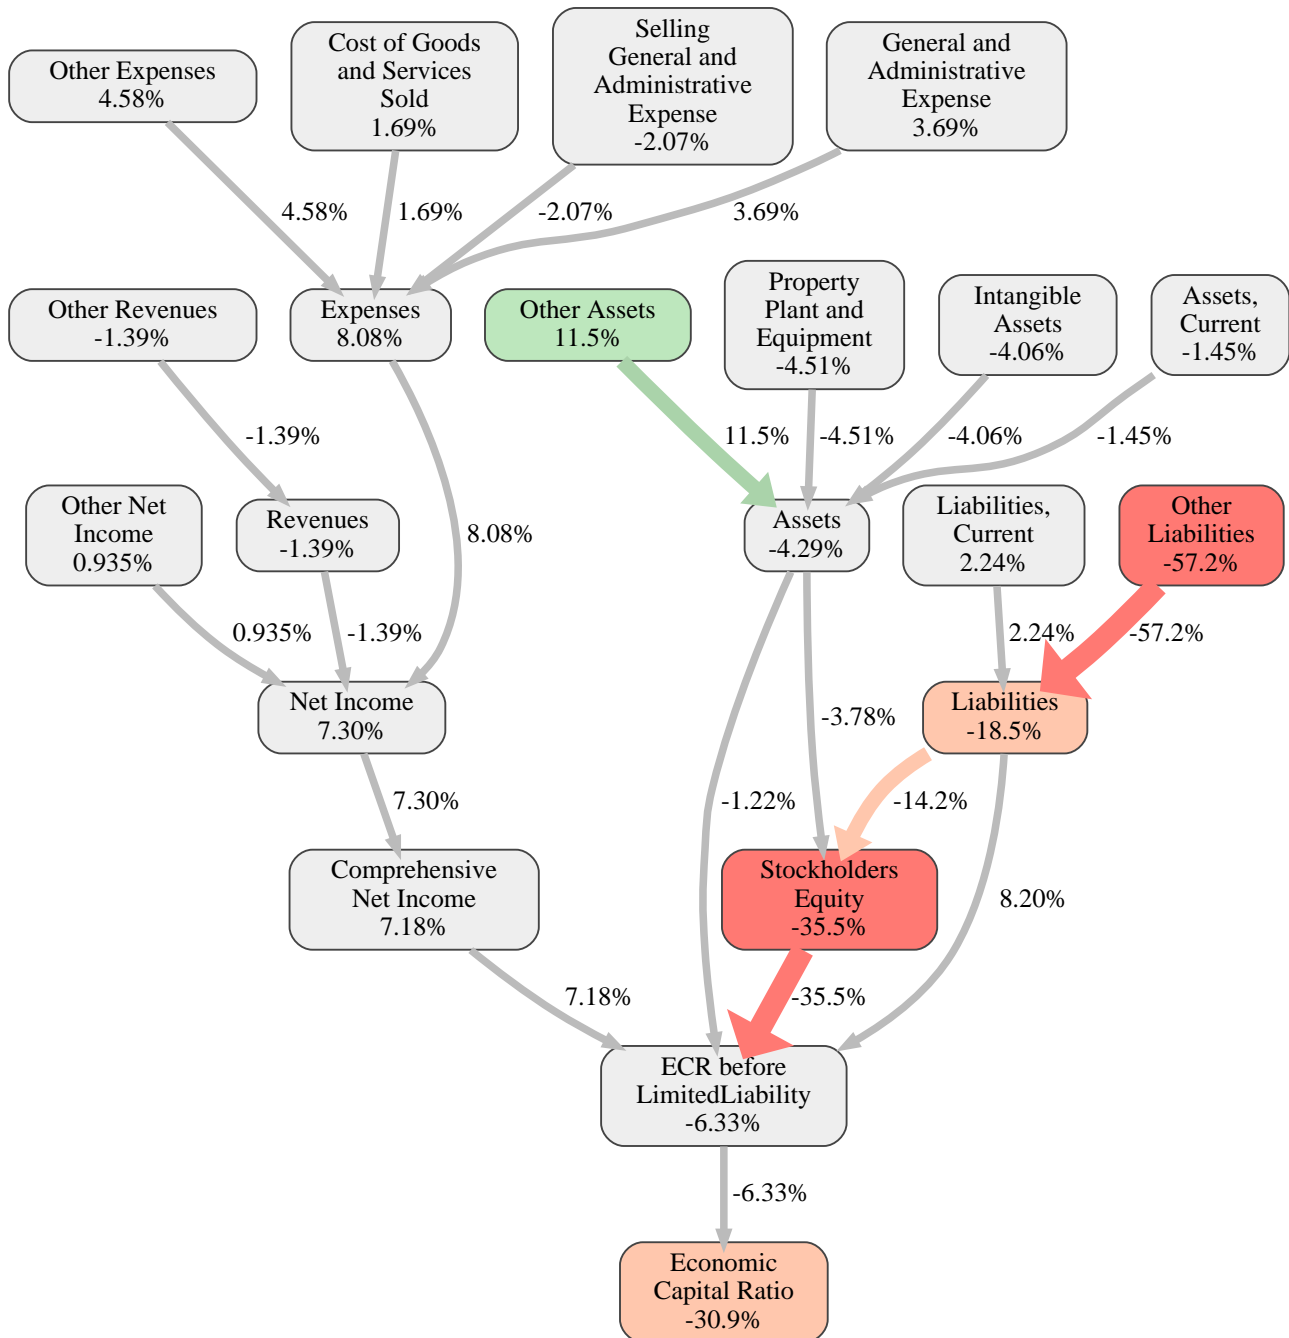 Other Expenses
4.58%
Cost of Goods
and Services
Sold
1.69%
Selling
General and
Administrative
Expense
-2.07%
General and
Administrative
Expense
3.69%
4.58%
1.69%
-2.07%
3.69%
Other Revenues
-1.39%
Expenses
8.08%
Other Assets
11.5%
Property
Plant and
Equipment
-4.51%
Intangible
Assets
-4.06%
Assets,
Current
-1.45%
-1.39%
11.5%
-4.51%
-4.06%
-1.45%
Other Net
Income
0.935%
Revenues
-1.39%
8.08%
Assets
-4.29%
Liabilities,
Current
2.24%
Other
Liabilities
-57.2%
0.935%
-1.39%
2.24%
-57.2%
Net Income
7.30%
-3.78%
Liabilities
-18.5%
7.30%
-1.22%
-14.2%
Comprehensive
Net Income
7.18%
Stockholders
Equity
-35.5%
8.20%
7.18%
-35.5%
ECR before
LimitedLiability
-6.33%
-6.33%
Economic
Capital Ratio
-30.9%